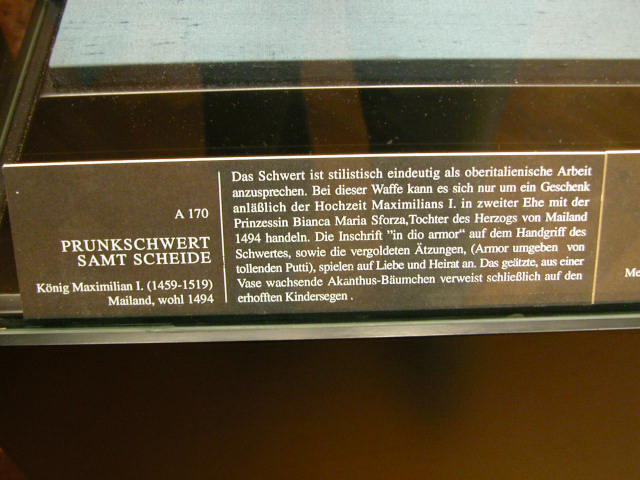 A 170
PRUNKSCHWERT
SAMT SCHEIDE
König Maximilian I. (1459-1519)
Mailand, wohl 1494
Das Schwert ist stilistisch eindeutig als oberitalienische Arbeit
anzusprechen. Bei dieser Waffe kann es sich nur um ein Geschenk
anläßlich der Hochzeit Maximilians I. in zweiter Ehe mit der
Prinzessin Bianca Maria Sforza,Tochter des Herzogs von Mailand
1494 handeln. Die Inschrift "in dio armor" auf dem Handgriff des
Schwertes, sowie die vergoldeten Ätzungen, (Armor umgeben von
tollenden Putti), spielen auf Liebe und Heirat an. Das geätzte, aus einer
Vase wachsende Akanthus-Bäumchen verweist schließlich auf den
erhofften Kindersegen.
Me